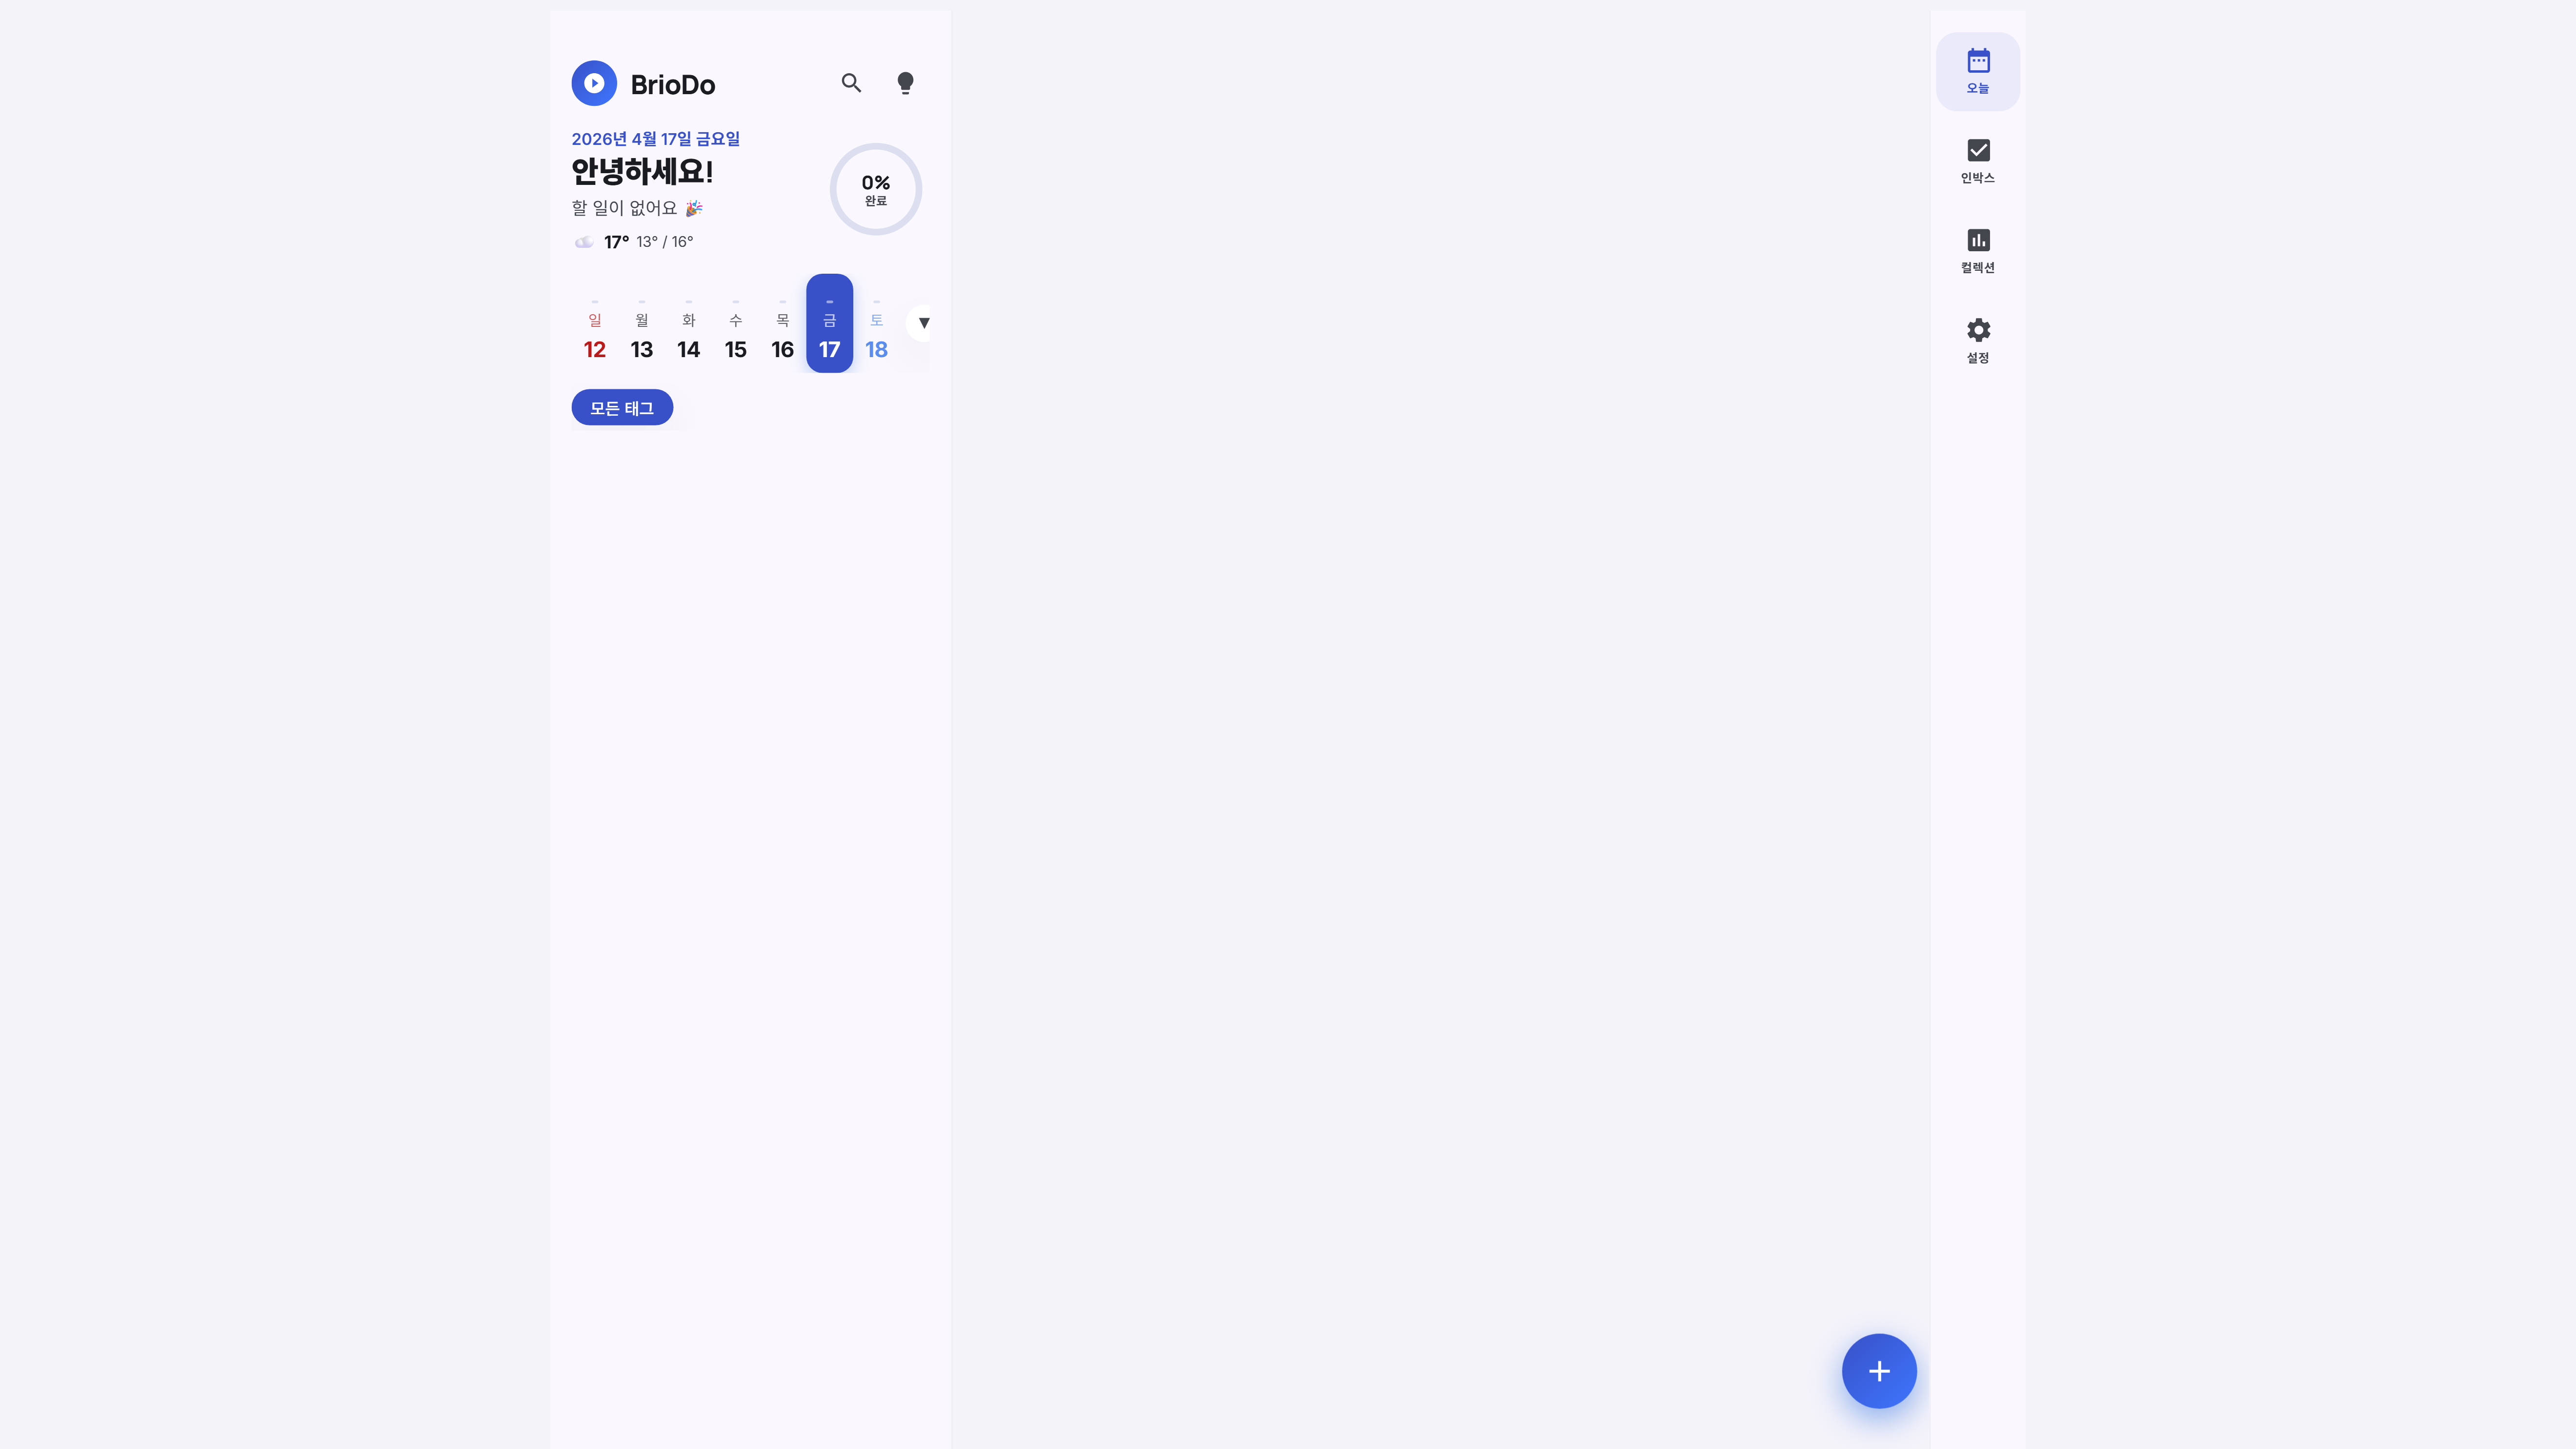 BrioDo
2026년 4월 17일 금요일
안녕하세요!
할 일이 없어요 🎉
17° 13° / 16°
0%
완료
일 월 화 수 목 금 토
12 13 14 15 16 17 18
모든 태그
오늘
인박스
컬렉션
설정